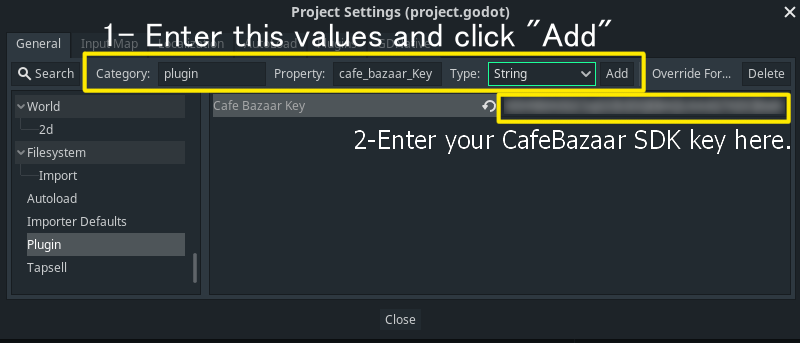 Project Settings (project.godot)
1- Enter this values and click "Add"
General Input Map Localization
Search Category: plugin Property: cafe_bazaar_Key Type: String Add Override For... Delete
World
2d
Filesystem
Import
Autoload
Importer Defaults
Plugin
Tapsell
Cafe Bazaar Key
2-Enter your CafeBazaar SDK key here.
Close